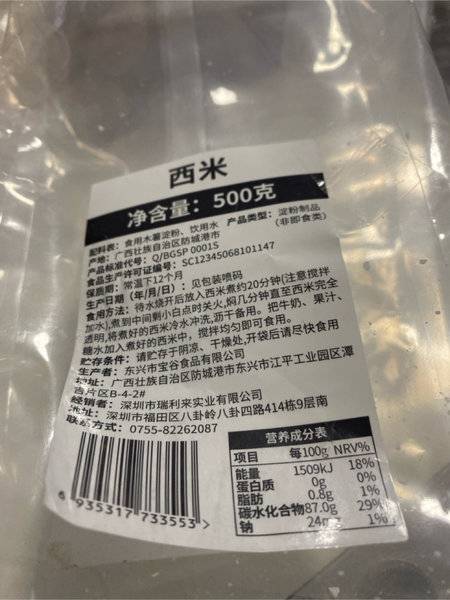 西米
净含量：500克
配料表：食用木薯淀粉、饮用水 产品类型：淀粉制品
产地：广西壮族自治区防城港市 （非即食类）
产品标准代号：Q/BGSP 0001S
食品生产许可证编号：SC12345068101147
保质期：常温下12个月
生产日期（年/月/日）：见包装喷码
食用方法：待水烧开后放入西米煮约20分钟(注意搅拌
加水),煮到中间剩小白点时关火,焖几分钟直至西米完全
透明,将煮好的西米冷水冲洗,沥干备用。把牛奶、果汁、
糖水加入煮好的西米中，搅拌均匀即可食用。
贮存条件：请贮存于阴凉、干燥处,开袋后请尽快食用
生产者：东兴市宝谷食品有限公司
地址：广西壮族自治区防城港市东兴市江平工业园区潭
吉片区B-4-2#
经销者：深圳市瑞利来实业有限公司
地址：深圳市福田区八卦岭八卦四路414栋9层南
联系方式：0755-82262087
营养成分表
项目 每100g NRV%
能量 1509kJ 18%
蛋白质 0g 0%
脂肪 0.8g 1%
碳水化合物 87.0g 29%
钠 24mg 1%
6 935317 733553